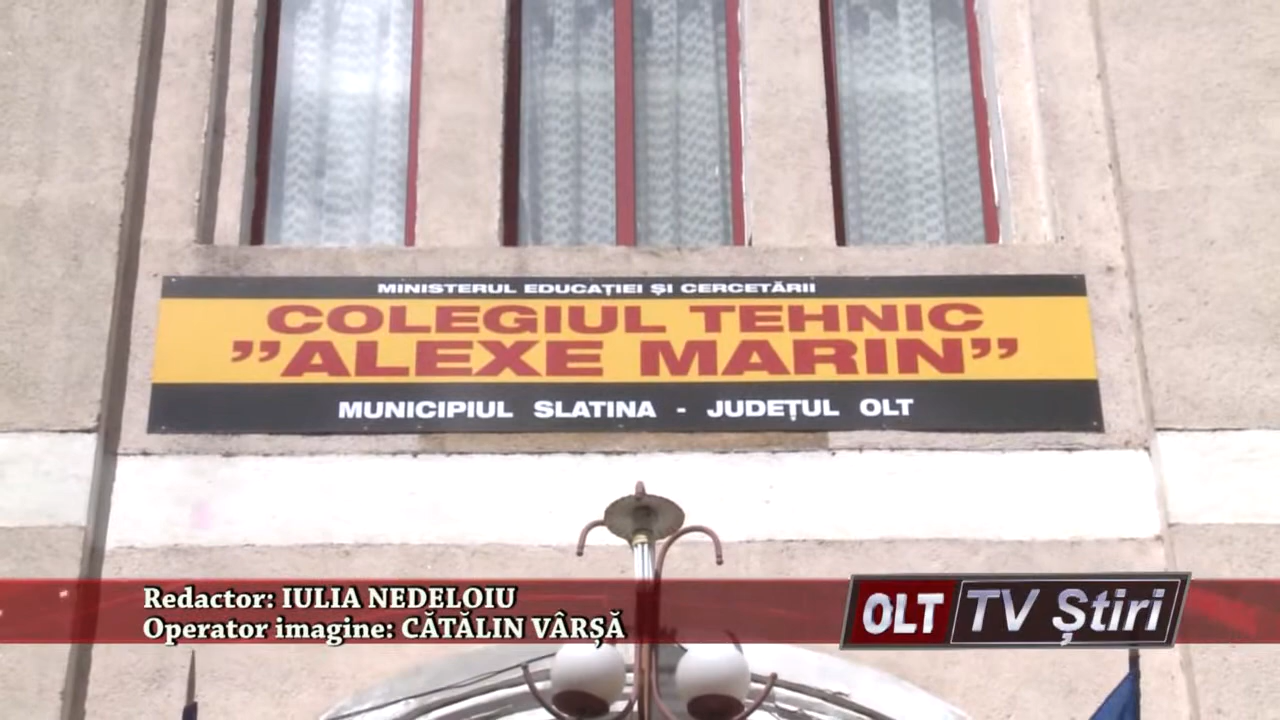 MINISTERUL EDUCAȚIEI ȘI CERCETĂRII
COLEGIUL TEHNIC
”ALEXE MARIN”
MUNICIPIUL SLATINA - JUDEȚUL OLT
Redactor: IULIA NEDELOIU
Operator imagine: CĂTĂLIN VÂRȘĂ
OLT TV Știri